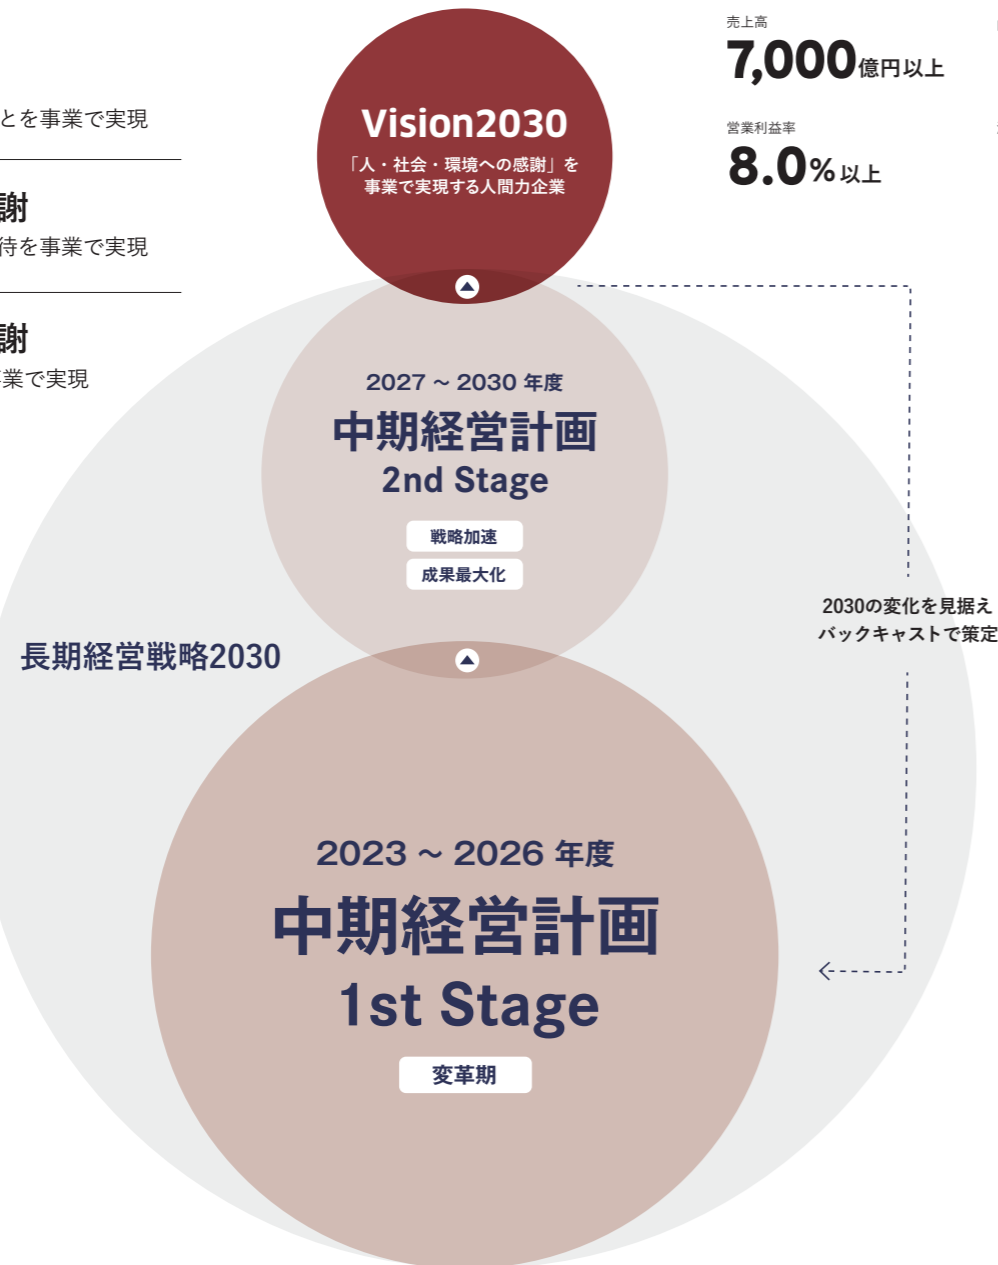 とを事業で実現
謝
待を事業で実現
謝
業で実現
Vision2030
「人・社会・環境への感謝」を
事業で実現する人間力企業
売上高
7,000億円以上
営業利益率
8.0%以上
2027 ～ 2030 年度
中期経営計画
2nd Stage
戦略加速
成果最大化
2030の変化を見据え
バックキャストで策定
長期経営戦略2030
2023 ～ 2026 年度
中期経営計画
1st Stage
変革期